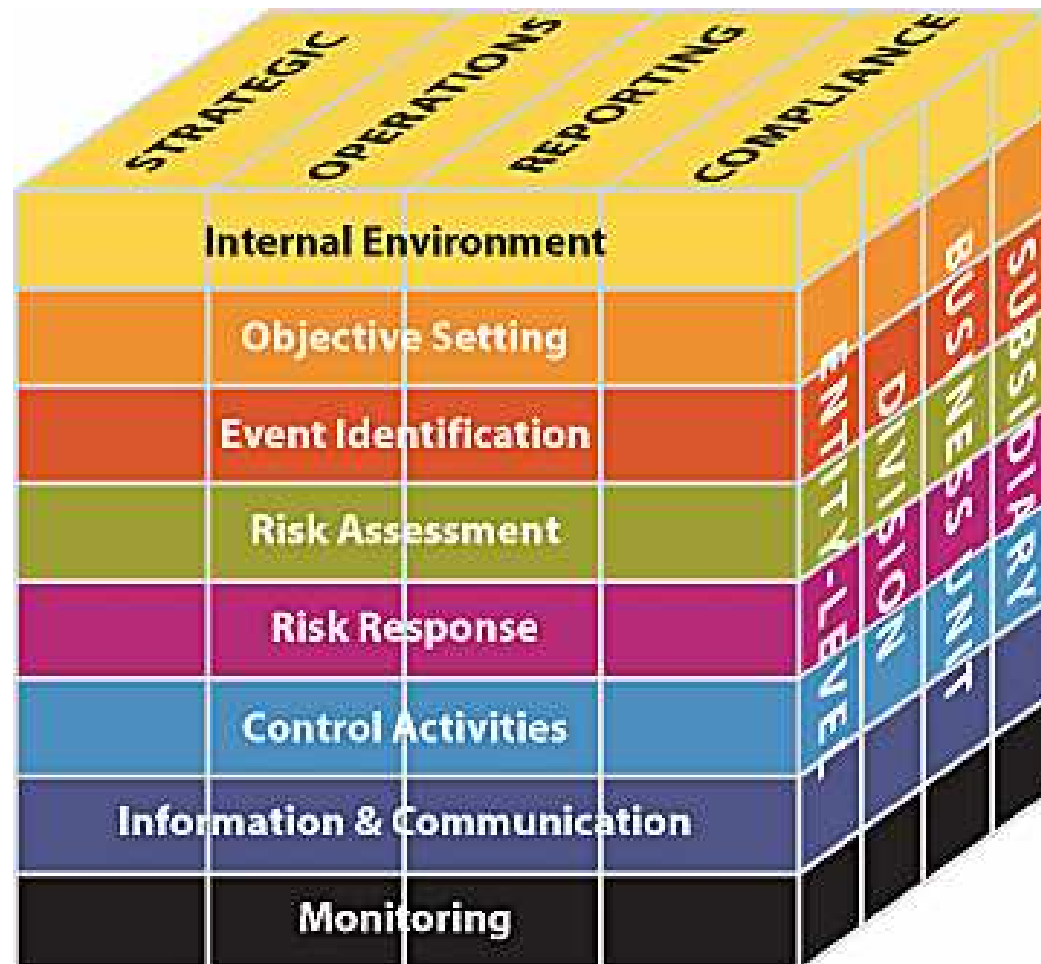 STRATEGIC
OPERATIONS
REPORTING
COMPLIANCE
Internal Environment
Objective Setting
Event Identification
Risk Assessment
Risk Response
Control Activities
Information & Communication
Monitoring
ENTITY-LEVEL
DIVISION
BUSINESS UNIT
SUBSIDIARY